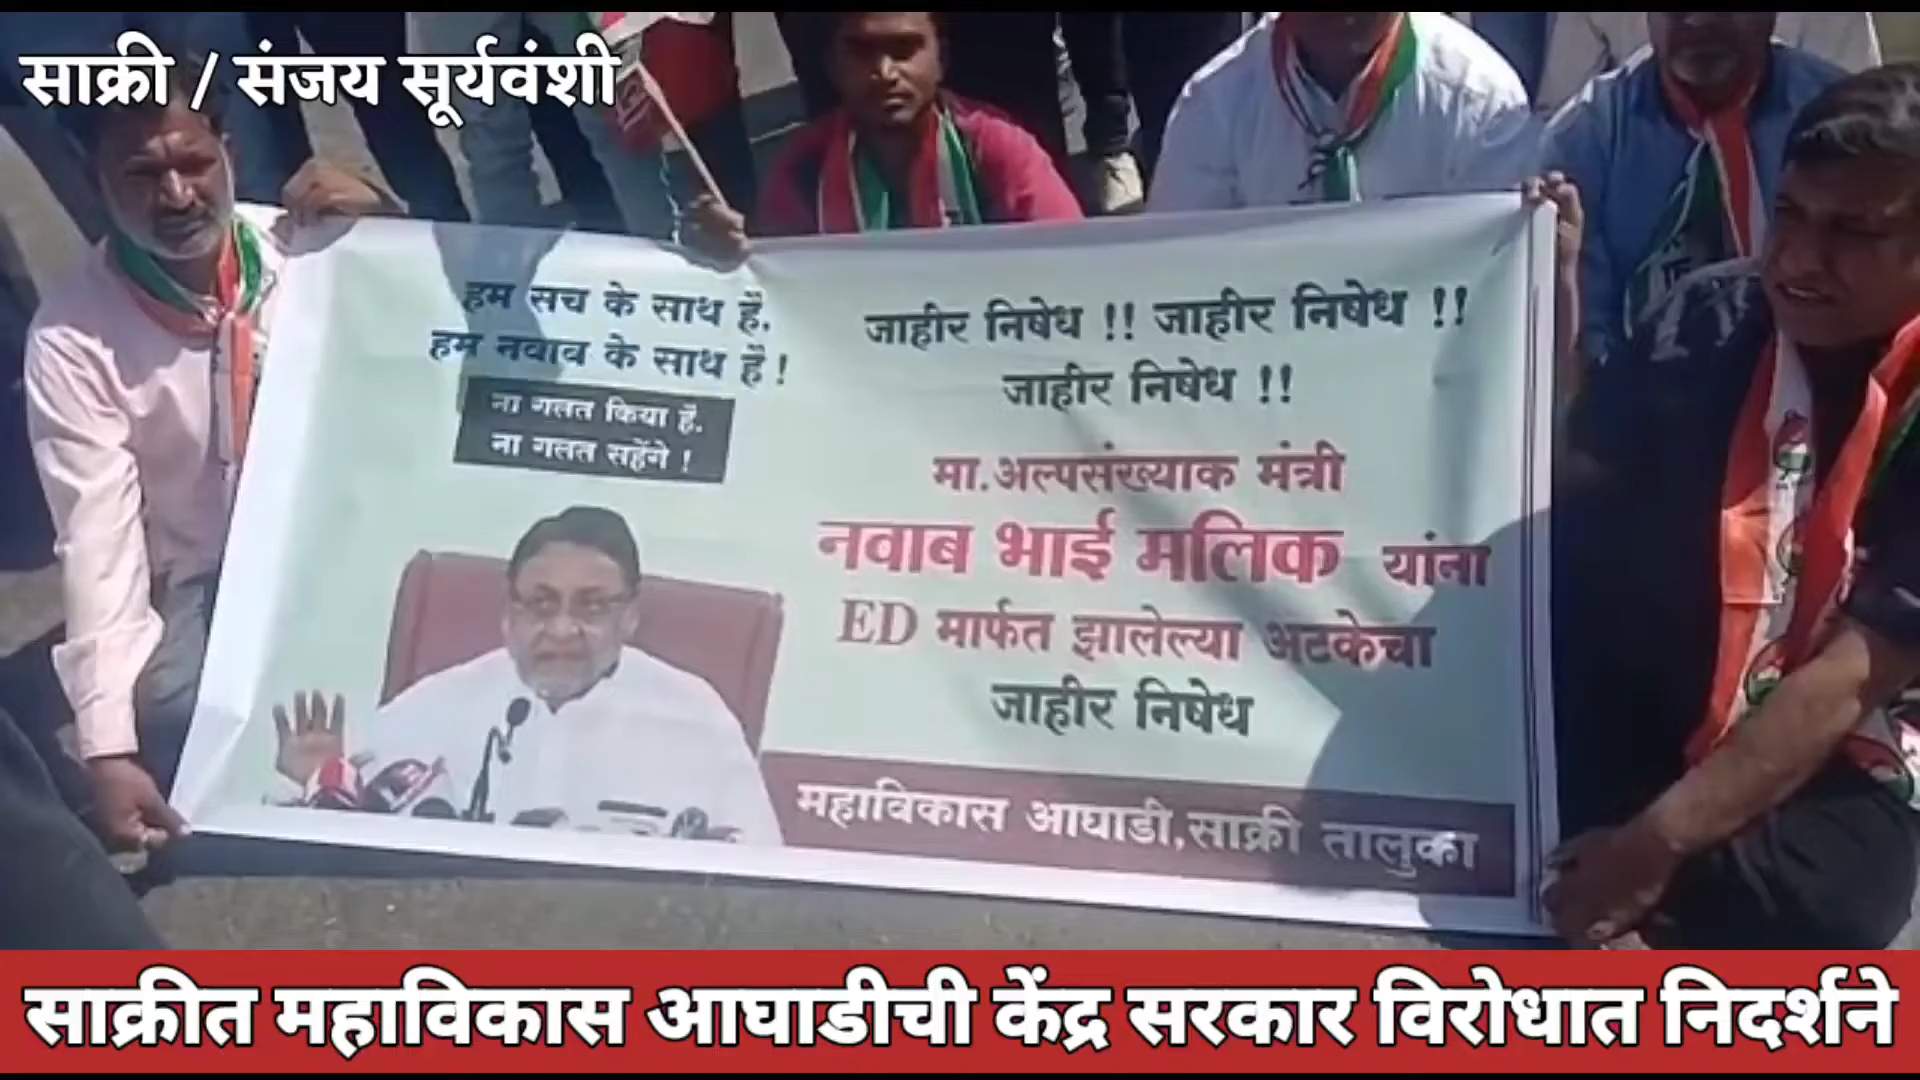 साक्री / संजय सूर्यवंशी
हम सच के साथ है.
हम नवाब के साथ है !
ना गलत किया है.
ना गलत सहेंगे !
जाहीर निषेध !! जाहीर निषेध !!
जाहीर निषेध !!
मा.अल्पसंख्याक मंत्री
नवाब भाई मलिक यांना
ED मार्फत झालेल्या अटकेचा
जाहीर निषेध
महाविकास आघाडी,साक्री तालुका
साक्रीत महाविकास आघाडीची केंद्र सरकार विरोधात निदर्शने